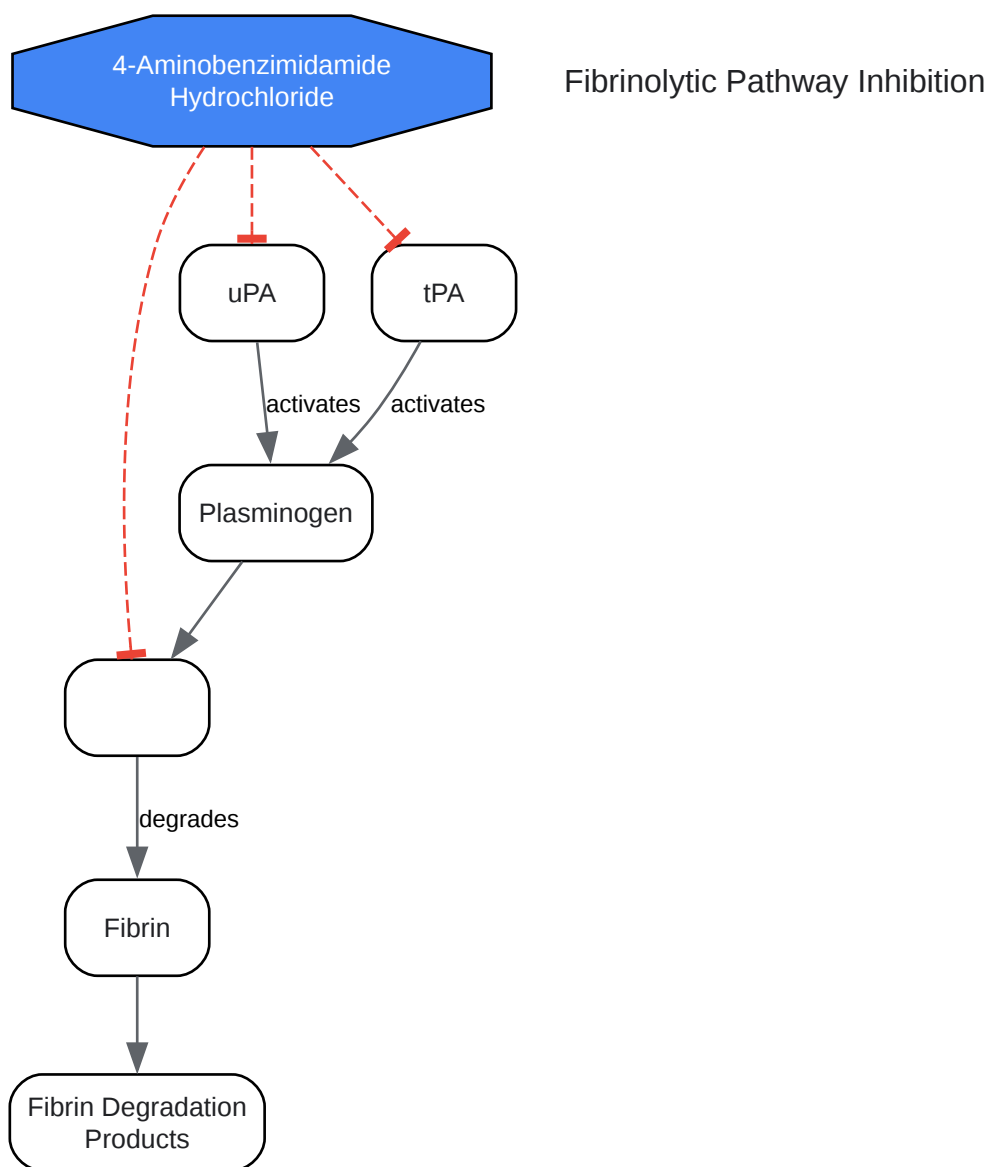 4-Aminobenzimidamide
Hydrochloride
Fibrinolytic Pathway Inhibition
uPA
tPA
activates
activates
Plasminogen
degrades
Fibrin
Fibrin Degradation
Products